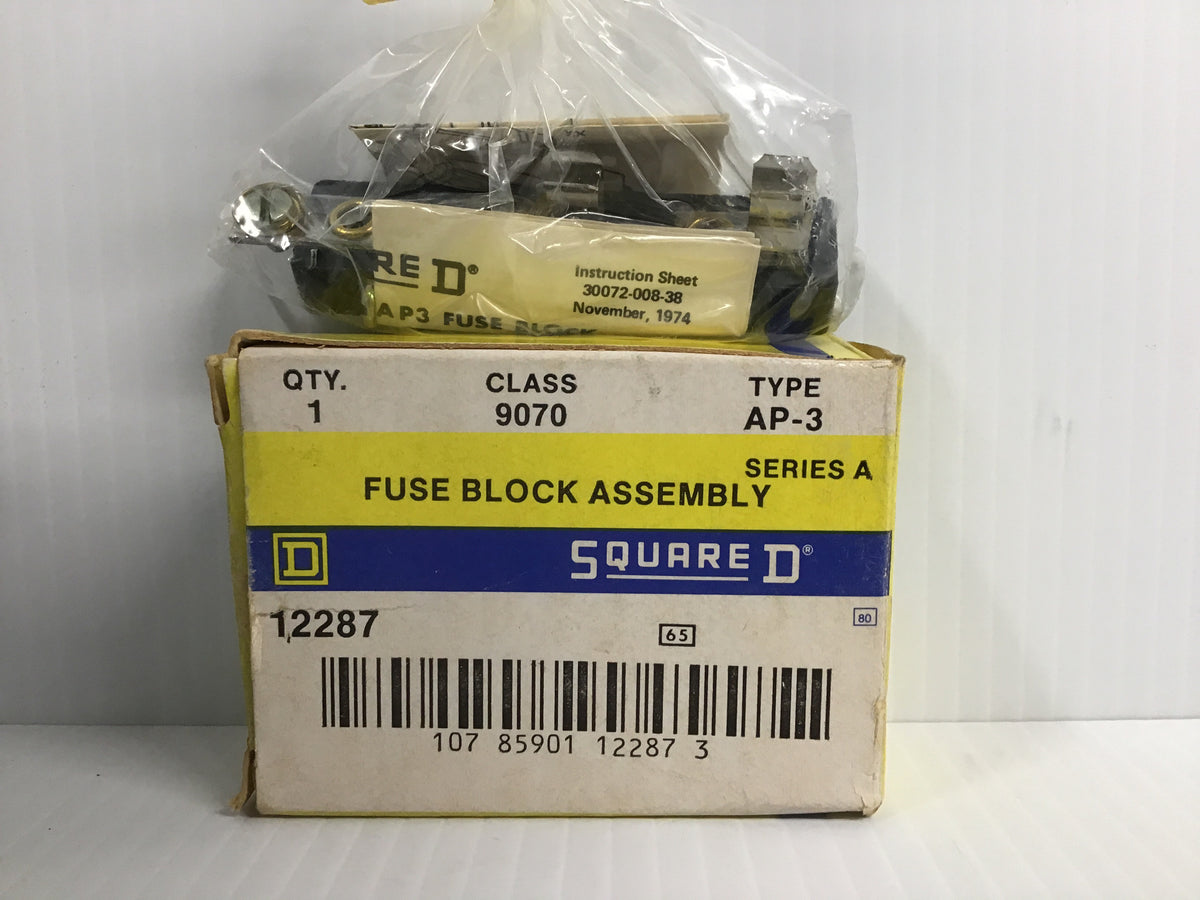 RE D®
Instruction Sheet
30072-008-38
November, 1974
AP3 FUSE BLOCK
QTY. CLASS TYPE
1 9070 AP-3
SERIES A
FUSE BLOCK ASSEMBLY
D SQUARE D®
12287
65
80
107 85901 12287 3